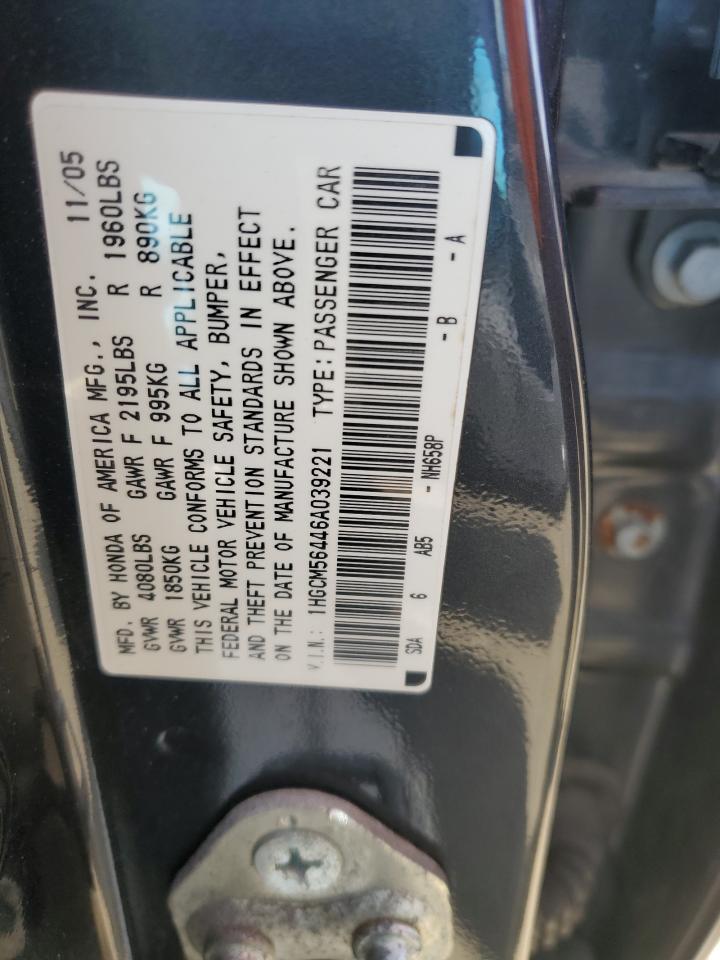 MFD. BY HONDA OF AMERICA MFG., INC. 11/05
GVWR 4080LBS GAWR F 2195LBS R 1960LBS
GVWR 1850KG GAWR F 995KG R 890KG
THIS VEHICLE CONFORMS TO ALL APPLICABLE
FEDERAL MOTOR VEHICLE SAFETY, BUMPER,
AND THEFT PREVENTION STANDARDS IN EFFECT
ON THE DATE OF MANUFACTURE SHOWN ABOVE.
V.I.N.: 1HGCM56446A039221 TYPE: PASSENGER CAR
SDA 6 AB5 - NH658P - B - A